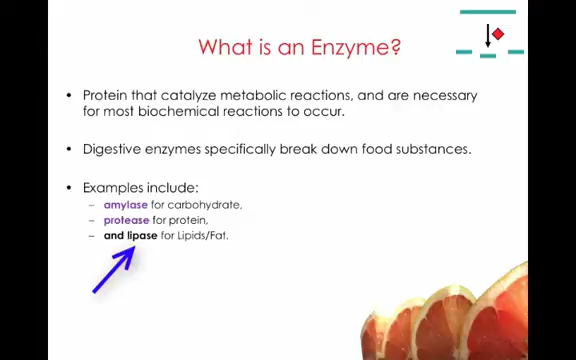 What is an Enzyme?
• Protein that catalyze metabolic reactions, and are necessary
for most biochemical reactions to occur.
• Digestive enzymes specifically break down food substances.
• Examples include:
– amylase for carbohydrate,
– protease for protein,
– and lipase for Lipids/Fat.